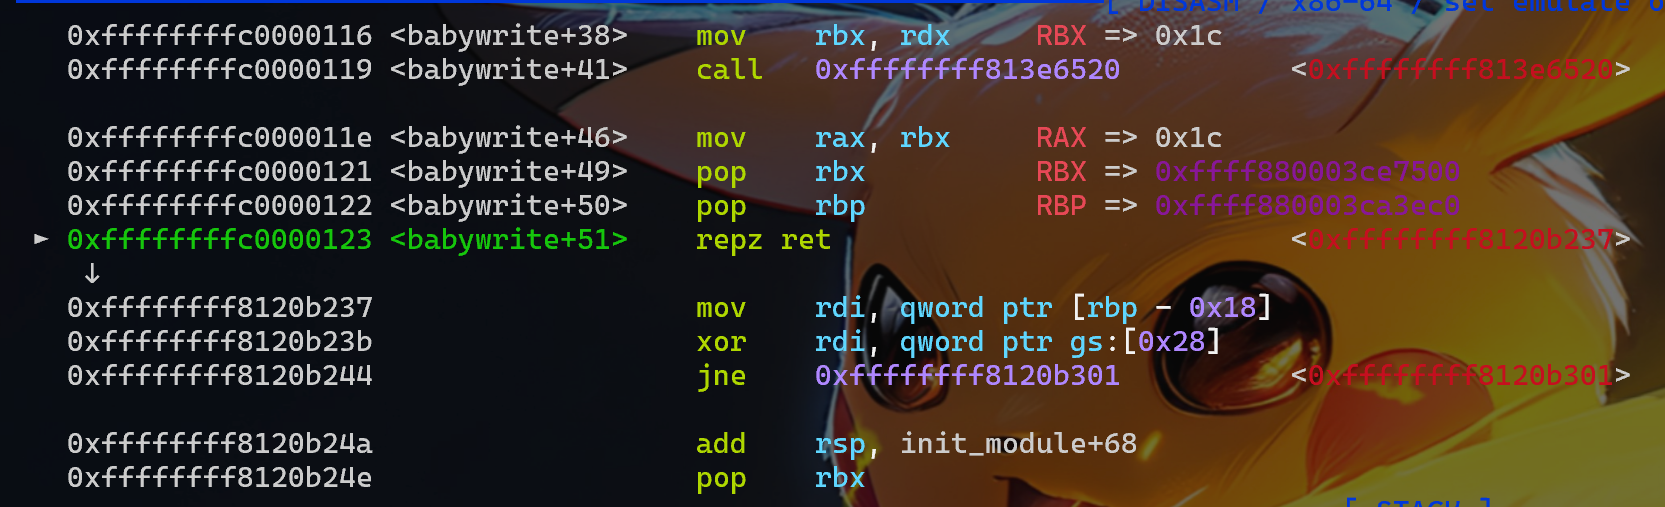 [ DISASM / x86-64 / set emulate o
0xffffffffc0000116 <babywrite+38> mov rbx, rdx RBX => 0x1c
0xffffffffc0000119 <babywrite+41> call 0xffffffff813e6520 <0xffffffff813e6520>
0xffffffffc000011e <babywrite+46> mov rax, rbx RAX => 0x1c
0xffffffffc0000121 <babywrite+49> pop rbx RBX => 0xffff880003ce7500
0xffffffffc0000122 <babywrite+50> pop rbp RBP => 0xffff880003ca3ec0
► 0xffffffffc0000123 <babywrite+51> repz ret <0xffffffff8120b237>
↓
0xffffffff8120b237 mov rdi, qword ptr [rbp - 0x18]
0xffffffff8120b23b xor rdi, qword ptr gs:[0x28]
0xffffffff8120b244 jne 0xffffffff8120b301 <0xffffffff8120b301>
0xffffffff8120b24a add rsp, init_module+68
0xffffffff8120b24e pop rbx
[ STACK ]